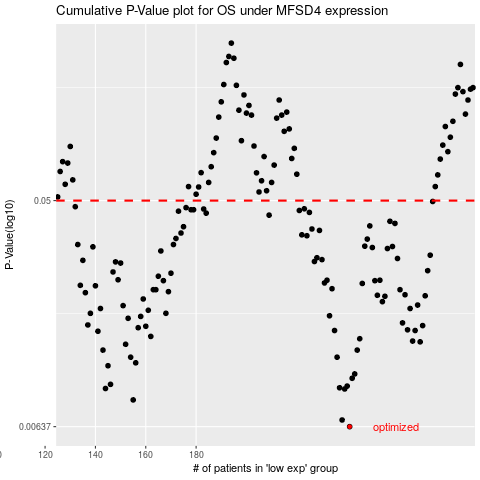 Cumulative P-Value plot for OS under MFSD4 expression
P-Value(log10)
0.05
0.00637
optimized
0 120 140 160 180
# of patients in 'low exp' group